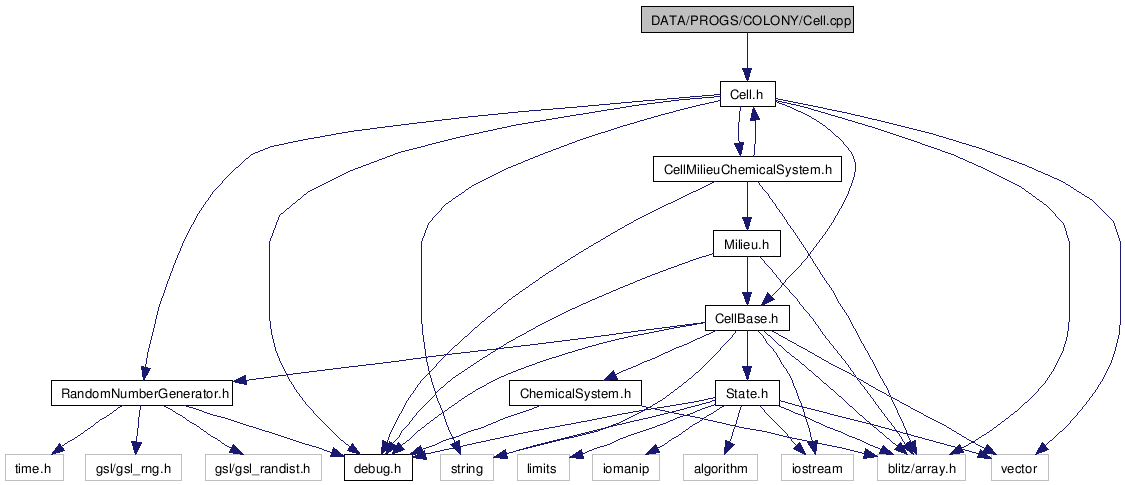 DATA/PROGS/COLONY/Cell.cpp
Cell.h
CellMilieuChemicalSystem.h
Milieu.h
CellBase.h
RandomNumberGenerator.h
ChemicalSystem.h
State.h
time.h
gsl/gsl_rng.h
gsl/gsl_randist.h
debug.h
string
limits
iomanip
algorithm
iostream
blitz/array.h
vector